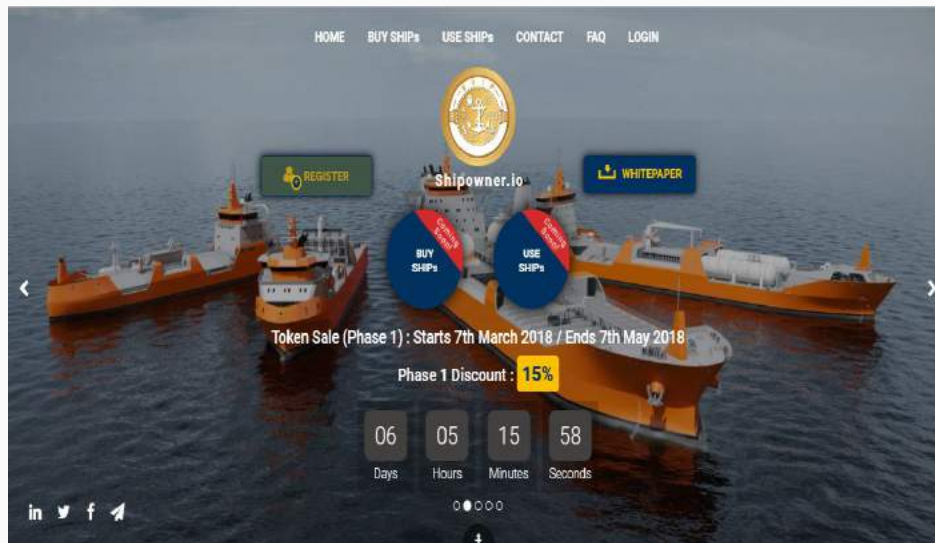 HOME BUY SHIPs USE SHIPs CONTACT FAQ LOGIN
REGISTER
Shipowner.io
WHITEPAPER
BUY
SHIPs
Coming
Soon!
USE
SHIPs
Coming
Soon!
Token Sale (Phase 1) : Starts 7th March 2018 / Ends 7th May 2018
Phase 1 Discount : 15%
06 05 15 58
Days Hours Minutes Seconds
in f